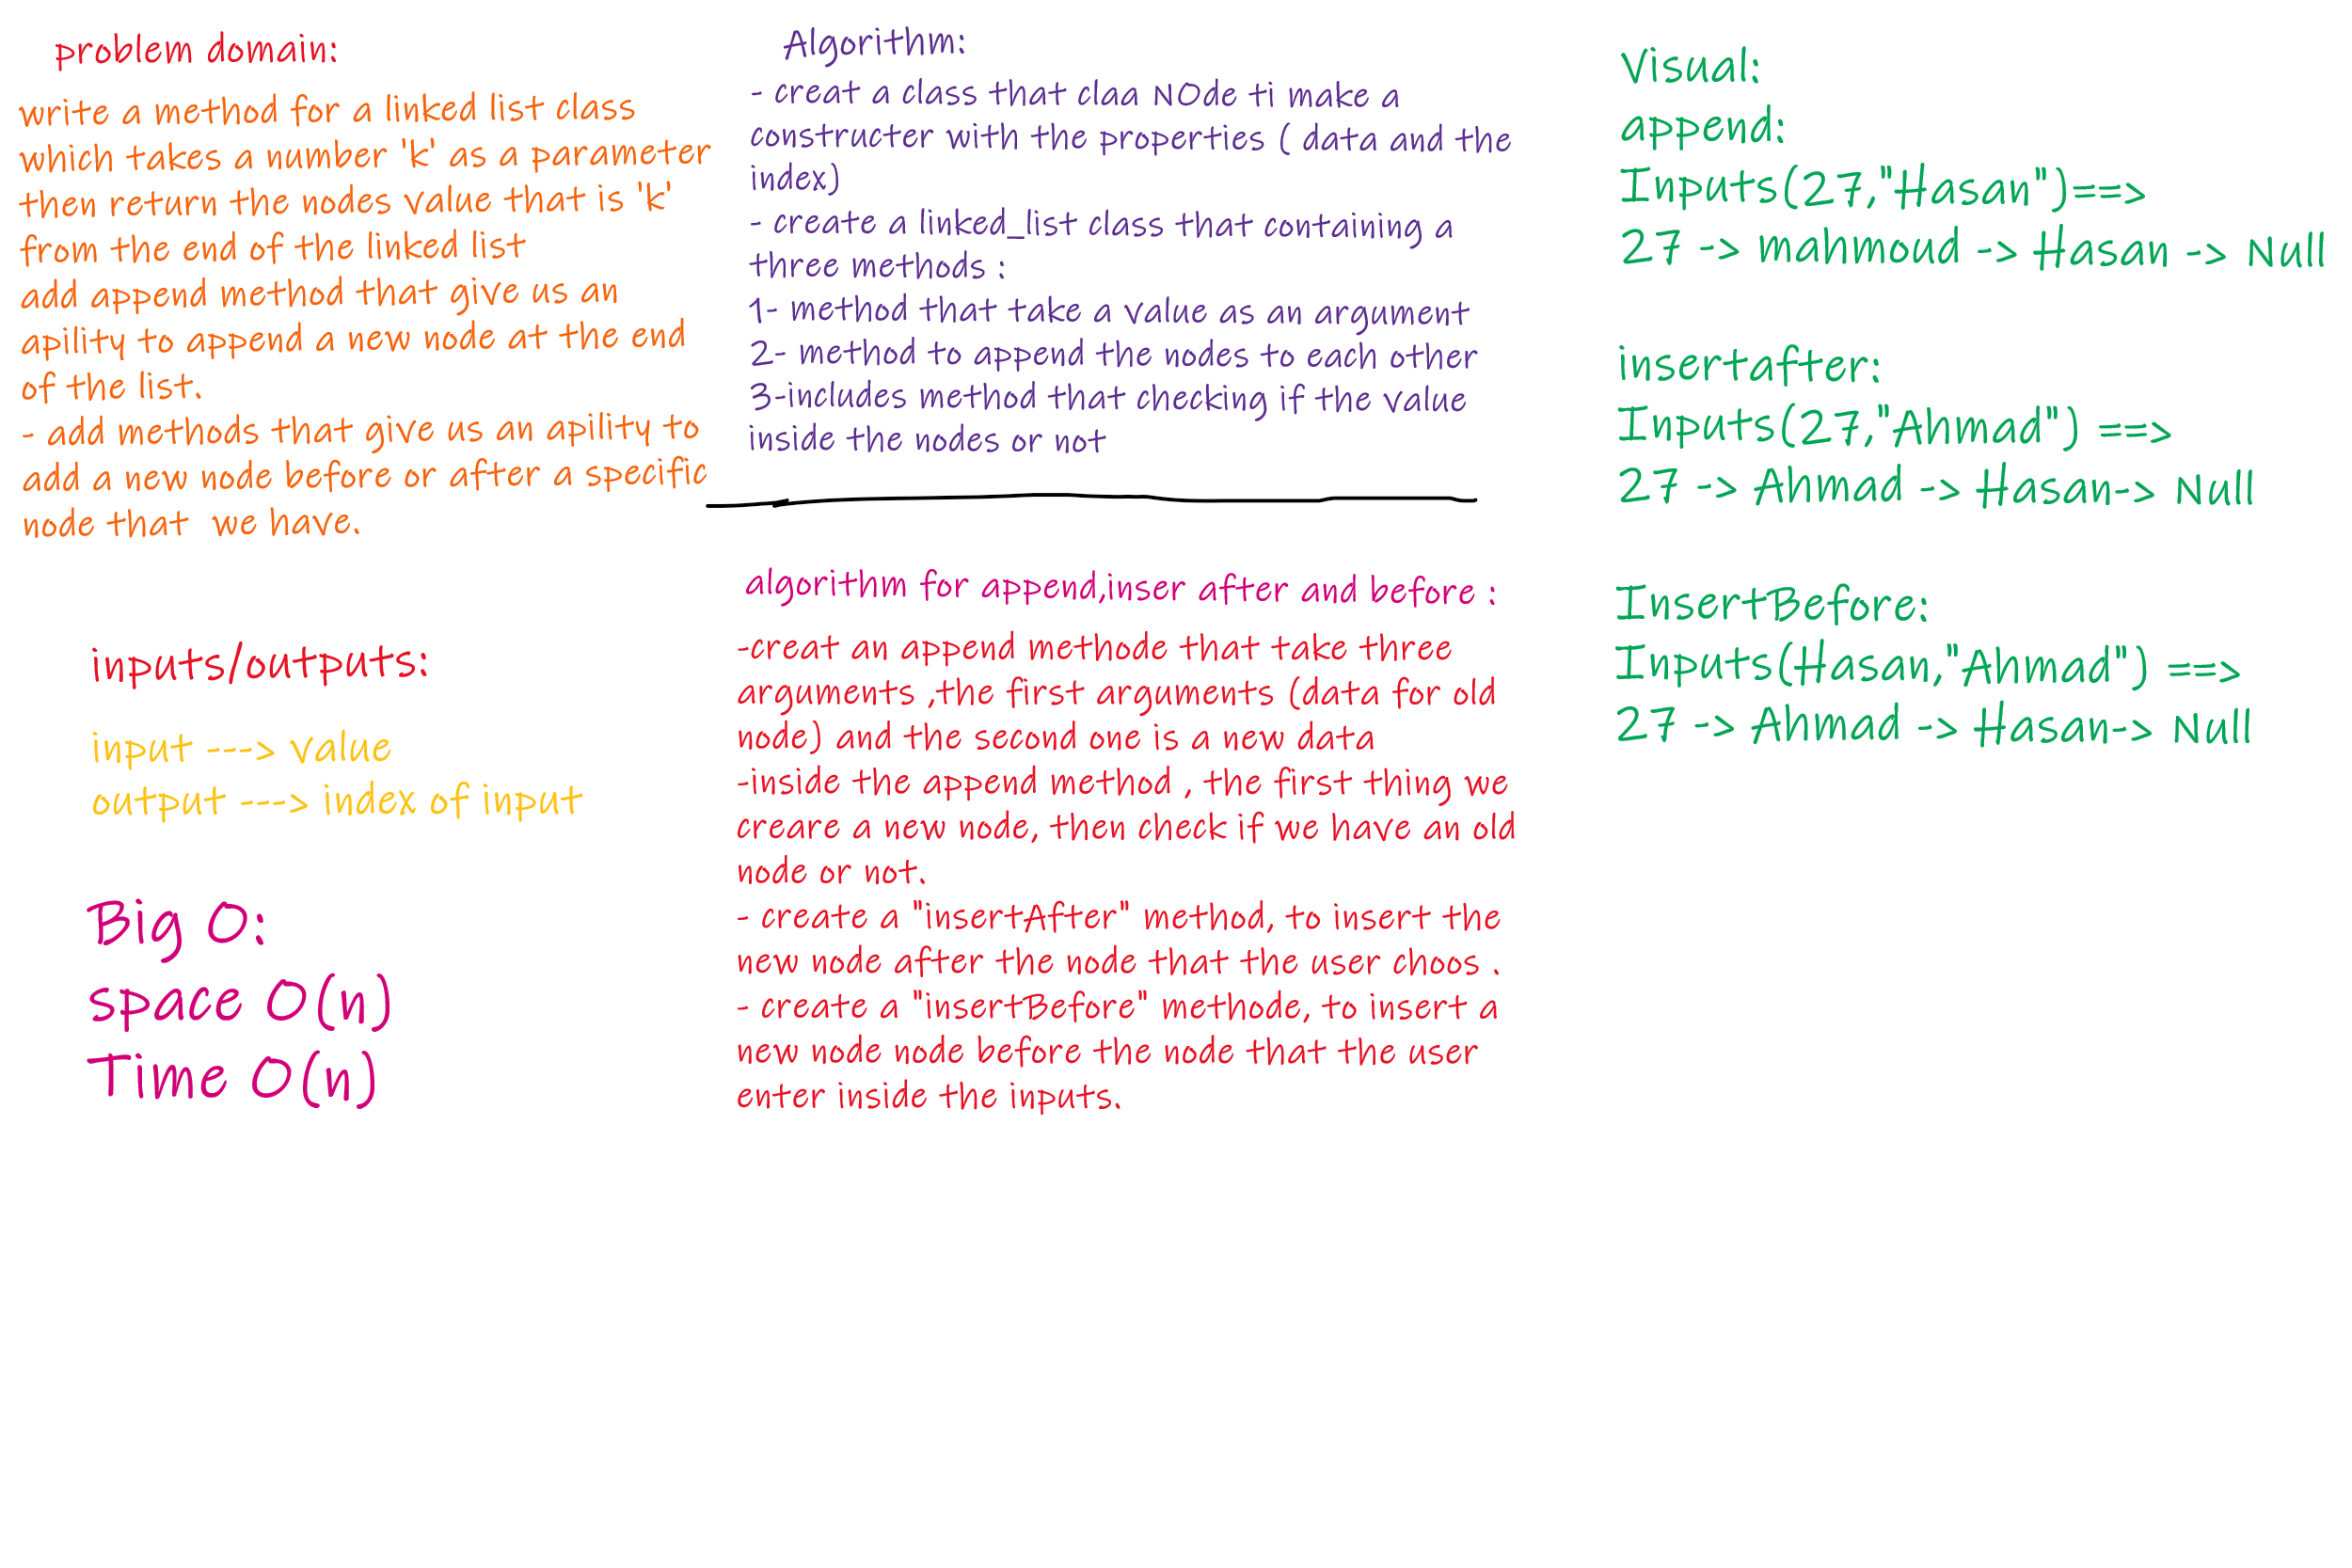 problem domain:
write a method for a linked list class
which takes a number 'k' as a parameter
then return the nodes value that is 'k'
from the end of the linked list
add append method that give us an
apility to append a new node at the end
of the list.
- add methods that give us an apility to
add a new node before or after a specific
node that we have.
inputs/outputs:
input ---> value
output ---> index of input
Big O:
space O(n)
Time O(n)
Algorithm:
- creat a class that claa NOde ti make a
constructer with the properties ( data and the
index)
- create a linked_list class that containing a
three methods :
1- method that take a value as an argument
2- method to append the nodes to each other
3-includes method that checking if the value
inside the nodes or not
algorithm for append,inser after and before :
-creat an append methode that take three
arguments ,the first arguments (data for old
node) and the second one is a new data
-inside the append method , the first thing we
creare a new node, then check if we have an old
node or not.
- create a "insertAfter" method, to insert the
new node after the node that the user choos .
- create a "insertBefore" methode, to insert a
new node node before the node that the user
enter inside the inputs.
Visual:
append:
Inputs(27,"Hasan")==>
27 -> mahmoud -> Hasan -> Null
insertafter:
Inputs(27,"Ahmad") ==>
27 -> Ahmad -> Hasan-> Null
InsertBefore:
Inputs(Hasan,"Ahmad") ==>
27 -> Ahmad -> Hasan-> Null